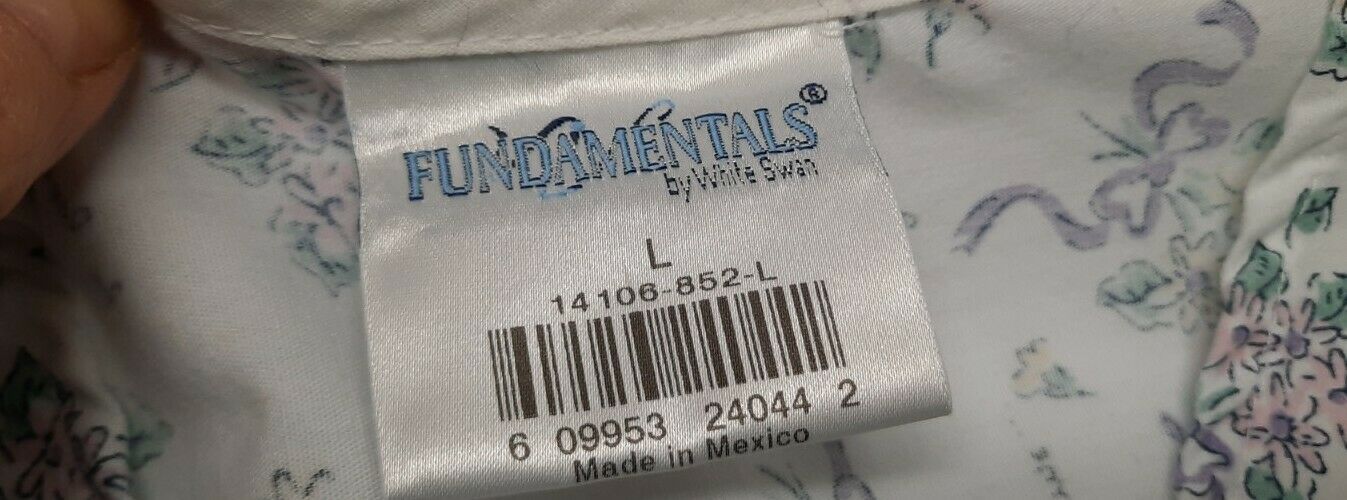 FUNDAMENTALS®
by White Swan
L
14106-852-L
6 09953 24044 2
Made in Mexico